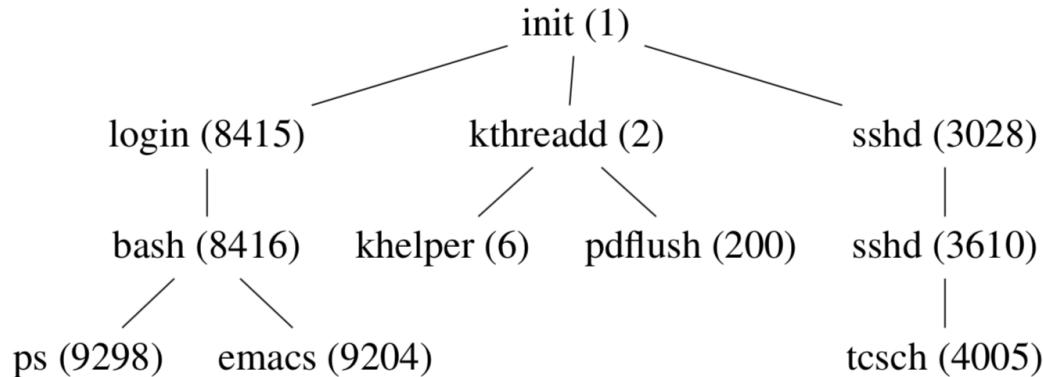 init (1)
login (8415) kthreadd (2) sshd (3028)
bash (8416) khelper (6) pdflush (200) sshd (3610)
ps (9298) emacs (9204) tcsch (4005)